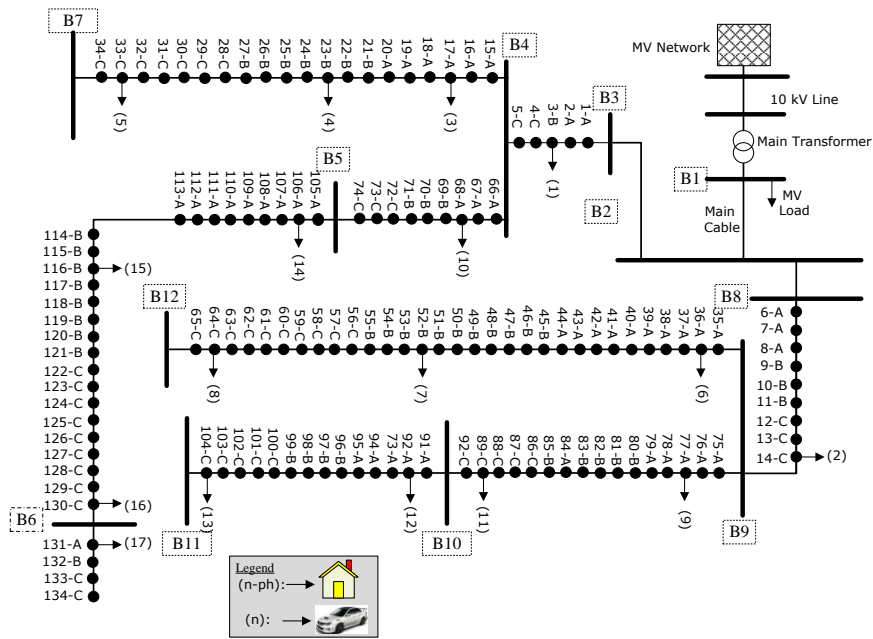 B7
34-C
33-C
32-C
31-C
30-C
29-C
28-C
27-B
26-B
25-B
24-B
23-B
22-B
21-B
20-A
19-A
18-A
17-A
16-A
15-A
B4
(5)
(4)
(3)
5-C
4-C
3-B
2-A
1-A
B3
(1)
MV Network
10 kV Line
Main Transformer
B1
MV
Load
Main
Cable
B2
113-A
112-A
111-A
110-A
109-A
108-A
107-A
106-A
105-A
B5
74-C
73-C
72-C
71-B
70-B
69-B
68-A
67-A
66-A
(14)
(10)
114-B
115-B
116-B
(15)
117-B
118-B
119-B
120-B
121-B
122-C
123-C
124-C
125-C
126-C
127-C
128-C
129-C
130-C
(16)
B6
131-A
(17)
132-B
133-C
134-C
B12
65-C
64-C
63-C
62-C
61-C
60-C
59-C
58-C
57-C
56-C
55-B
54-B
53-B
52-B
51-B
50-B
49-B
48-B
47-B
46-B
45-B
44-A
43-A
42-A
41-A
40-A
39-A
38-A
37-A
36-A
35-A
(8)
(7)
(6)
B8
6-A
7-A
8-A
9-B
10-B
11-B
12-C
13-C
14-C
(2)
104-C
103-C
102-C
101-C
100-C
99-B
98-B
97-B
96-B
95-A
94-A
73-A
92-A
91-A
92-C
89-C
88-C
87-C
86-C
85-B
84-A
83-B
82-B
81-B
80-B
79-A
78-A
77-A
76-A
75-A
(13)
(12)
(11)
(9)
B11
B10
B9
Legend
(n-ph):
(n):